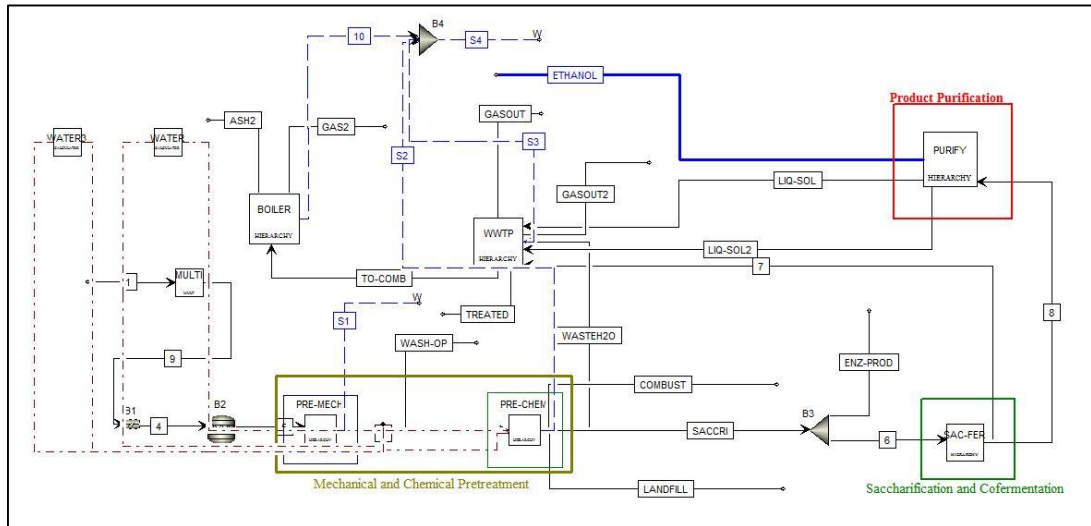 B4
10
S4
W
ETHANOL
Product Purification
GASOUT
ASH2
GAS2
WATER3
WATER
S2
S3
PURIFY
HIERARCHY
GASOUT2
LIQ-SOL
BOILER
HIERARCHY
WWTP
HIERARCHY
LIQ-SOL2
7
1
MULTI
TO-COMB
W
8
S1
TREATED
WASH-OP
WASTEH2O
ENZ-PROD
9
B1
B2
4
PRE-MECH
PRE-CHEM
COMBUST
SACCRI
B3
6
SAC-FER
HIERARCHY
Mechanical and Chemical Pretreatment
LANDFILL
Saccharification and Cofermentation